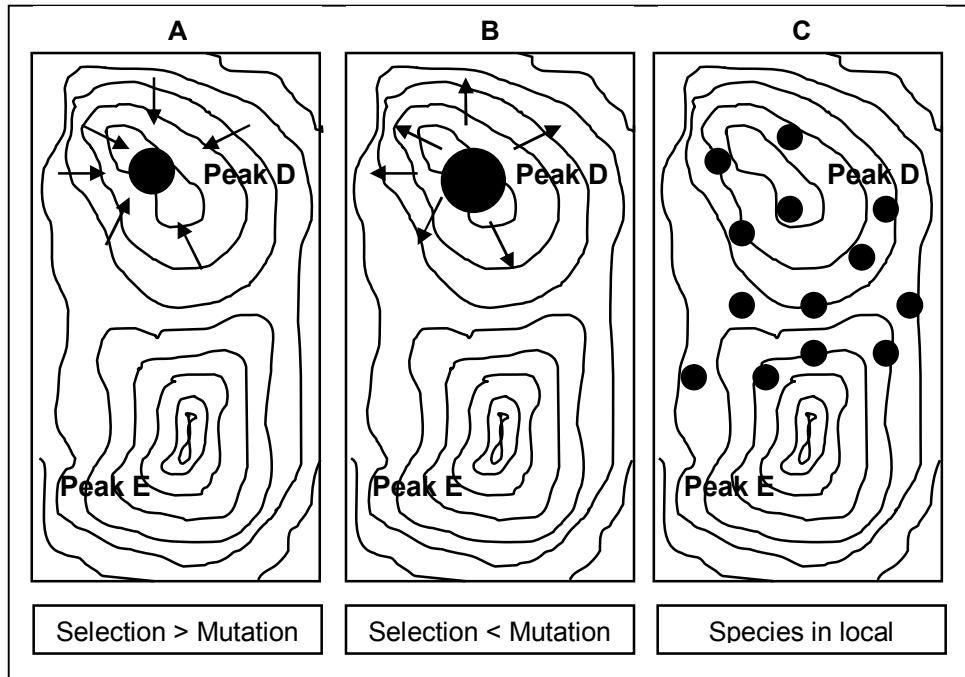 A B C
Peak D Peak D Peak D
Peak E Peak E Peak E
Selection > Mutation Selection < Mutation Species in local